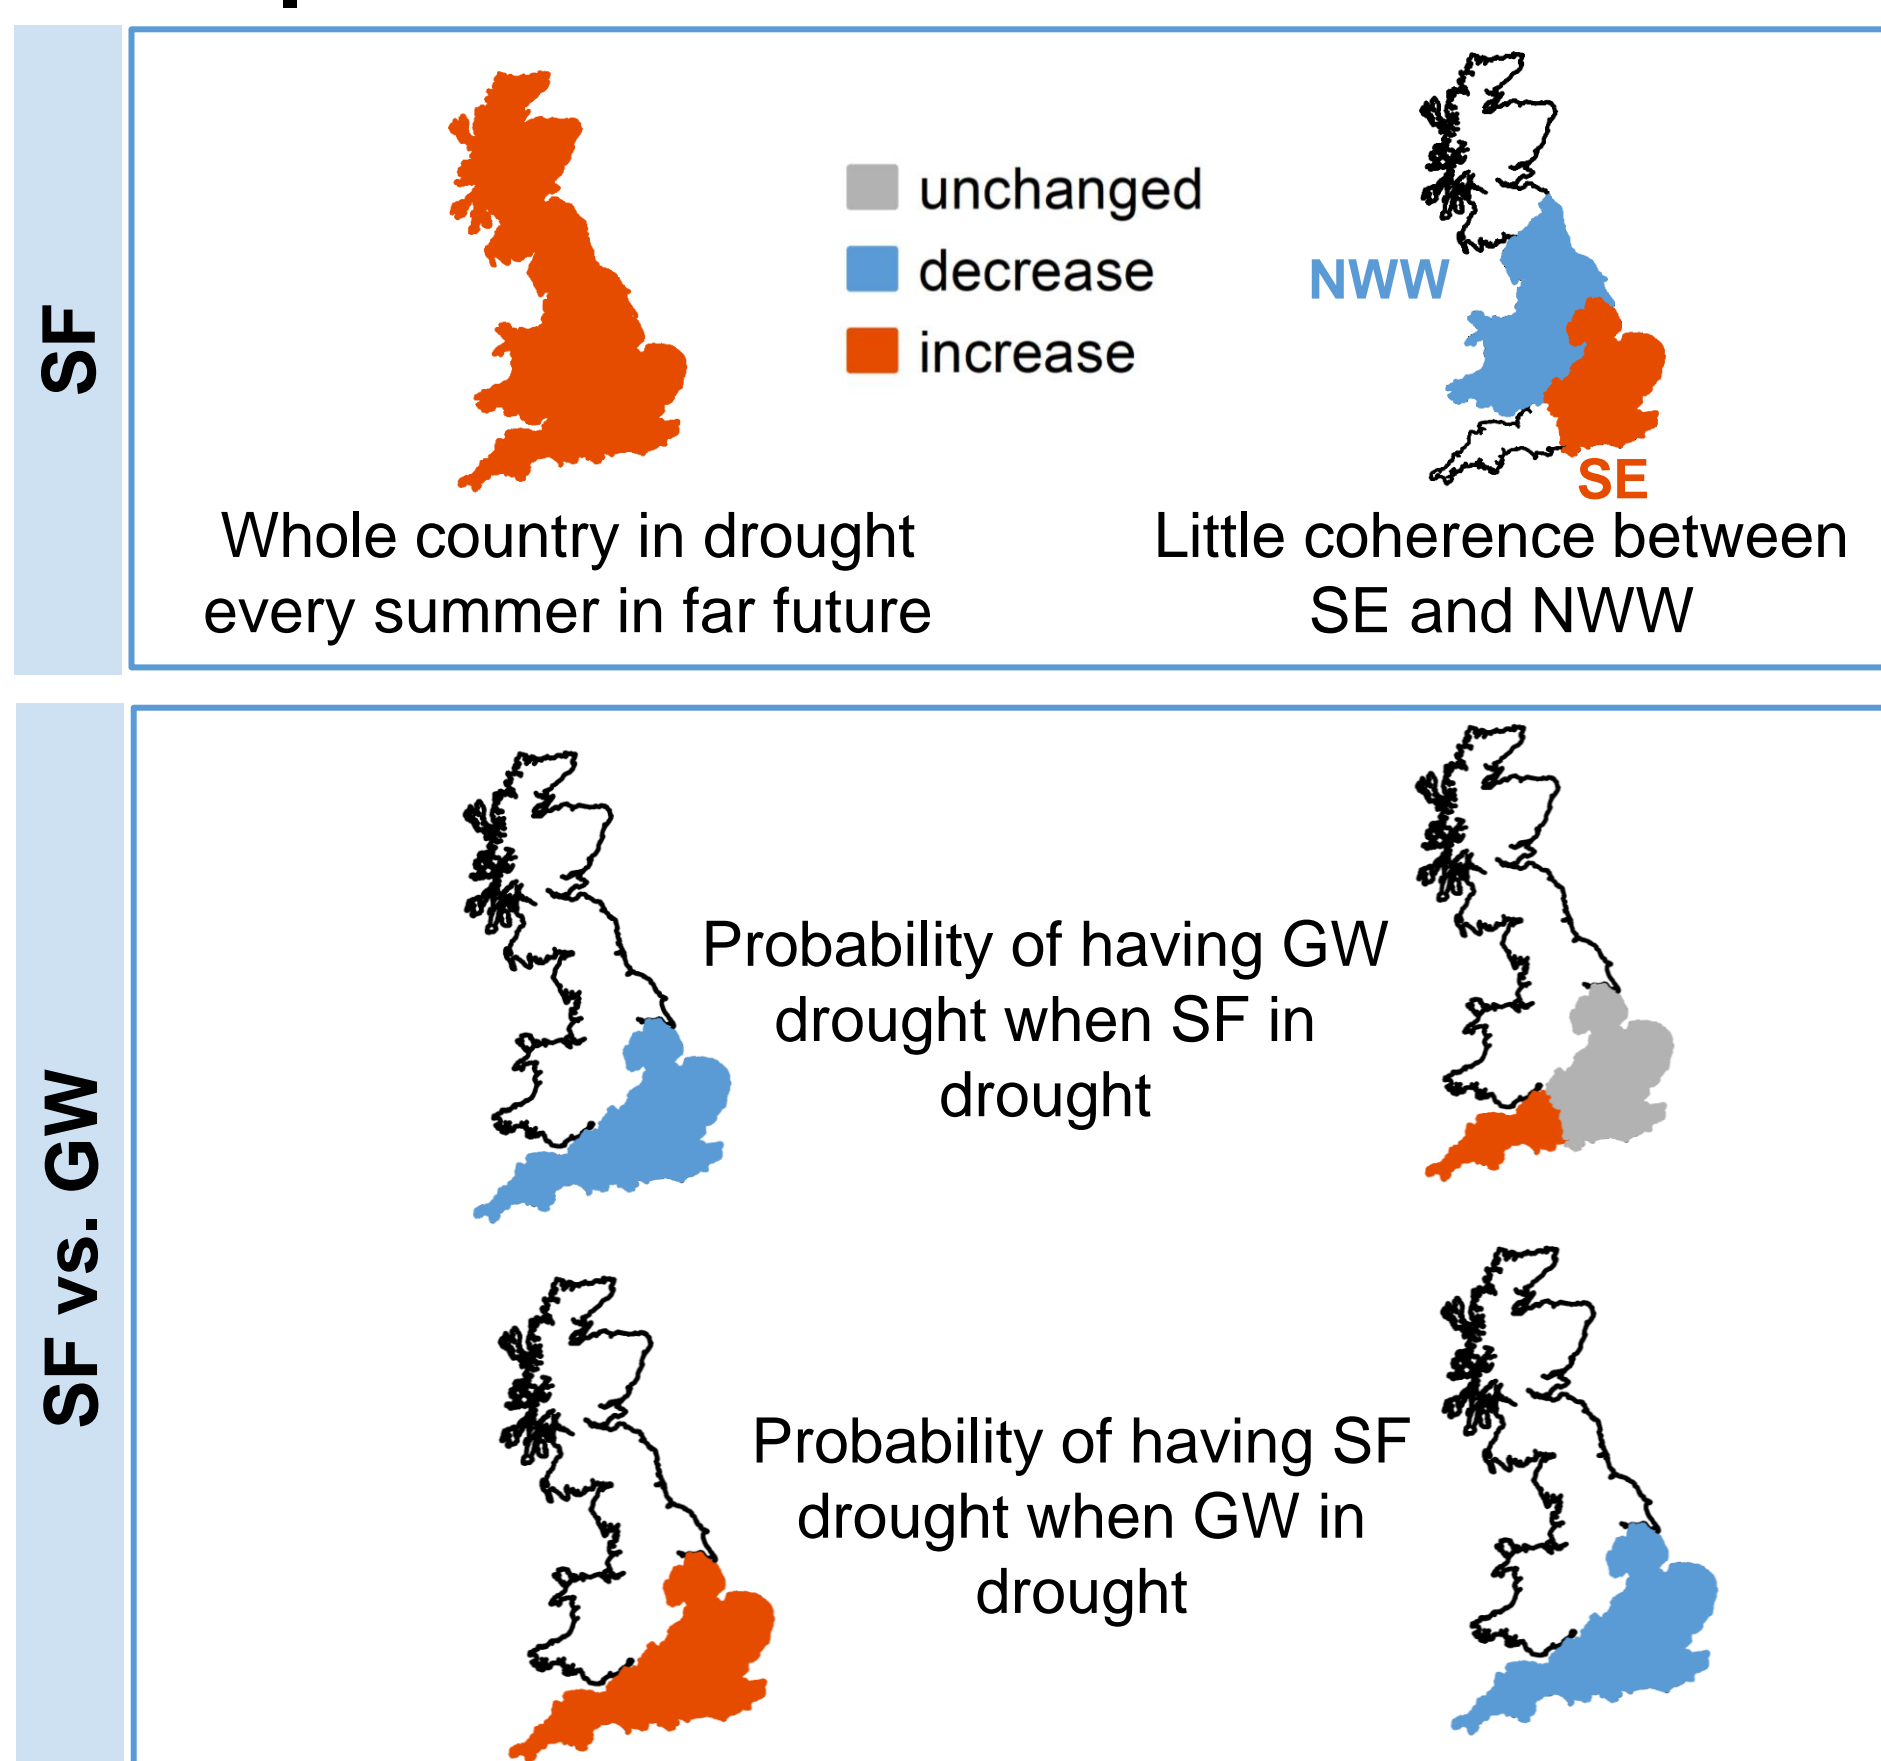 SF
unchanged
decrease
increase
NWW
SE
Whole country in drought
every summer in far future
Little coherence between
SE and NWW
SF vs. GW
Probability of having GW
drought when SF in
drought
Probability of having SF
drought when GW in
drought